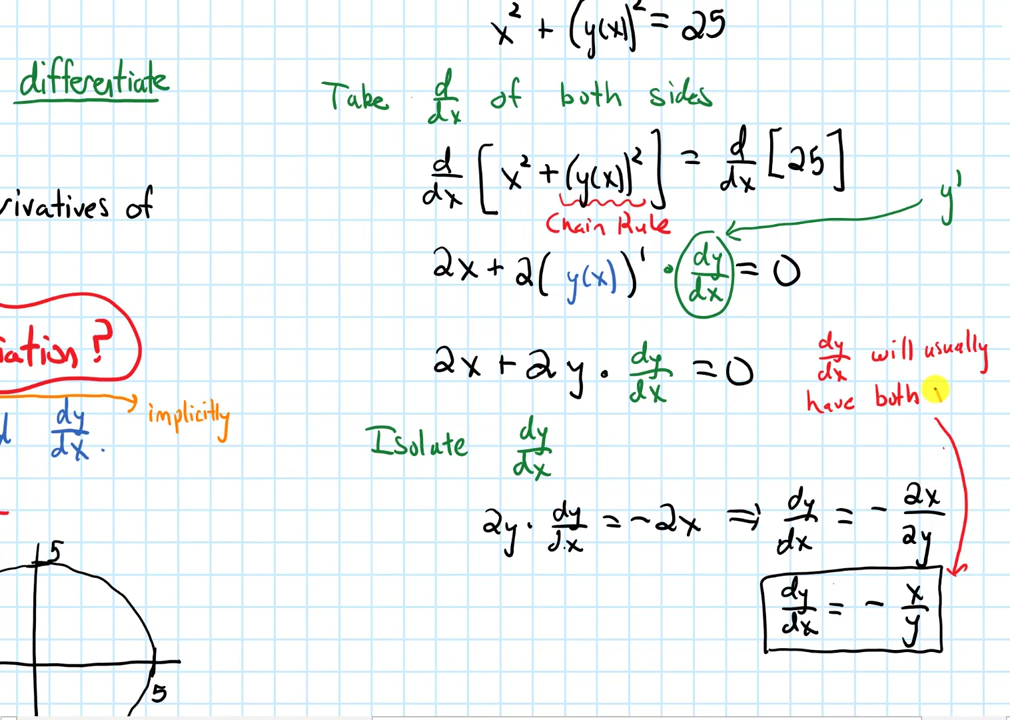 x² + (y(x))² = 25
differentiate
Take d/dx of both sides
d/dx [x² + (y(x))²] = d/dx [25]
Chain Rule
y'
rivatives of
2x + 2( y(x) )¹ · dy/dx = 0
iation?
2x + 2y · dy/dx = 0
dy/dx will usually
have both
implicitly
dy/dx.
Isolate dy/dx
2y · dy/dx = -2x ⇒ dy/dx = - 2x/2y
dy/dx = - x/y
5
5